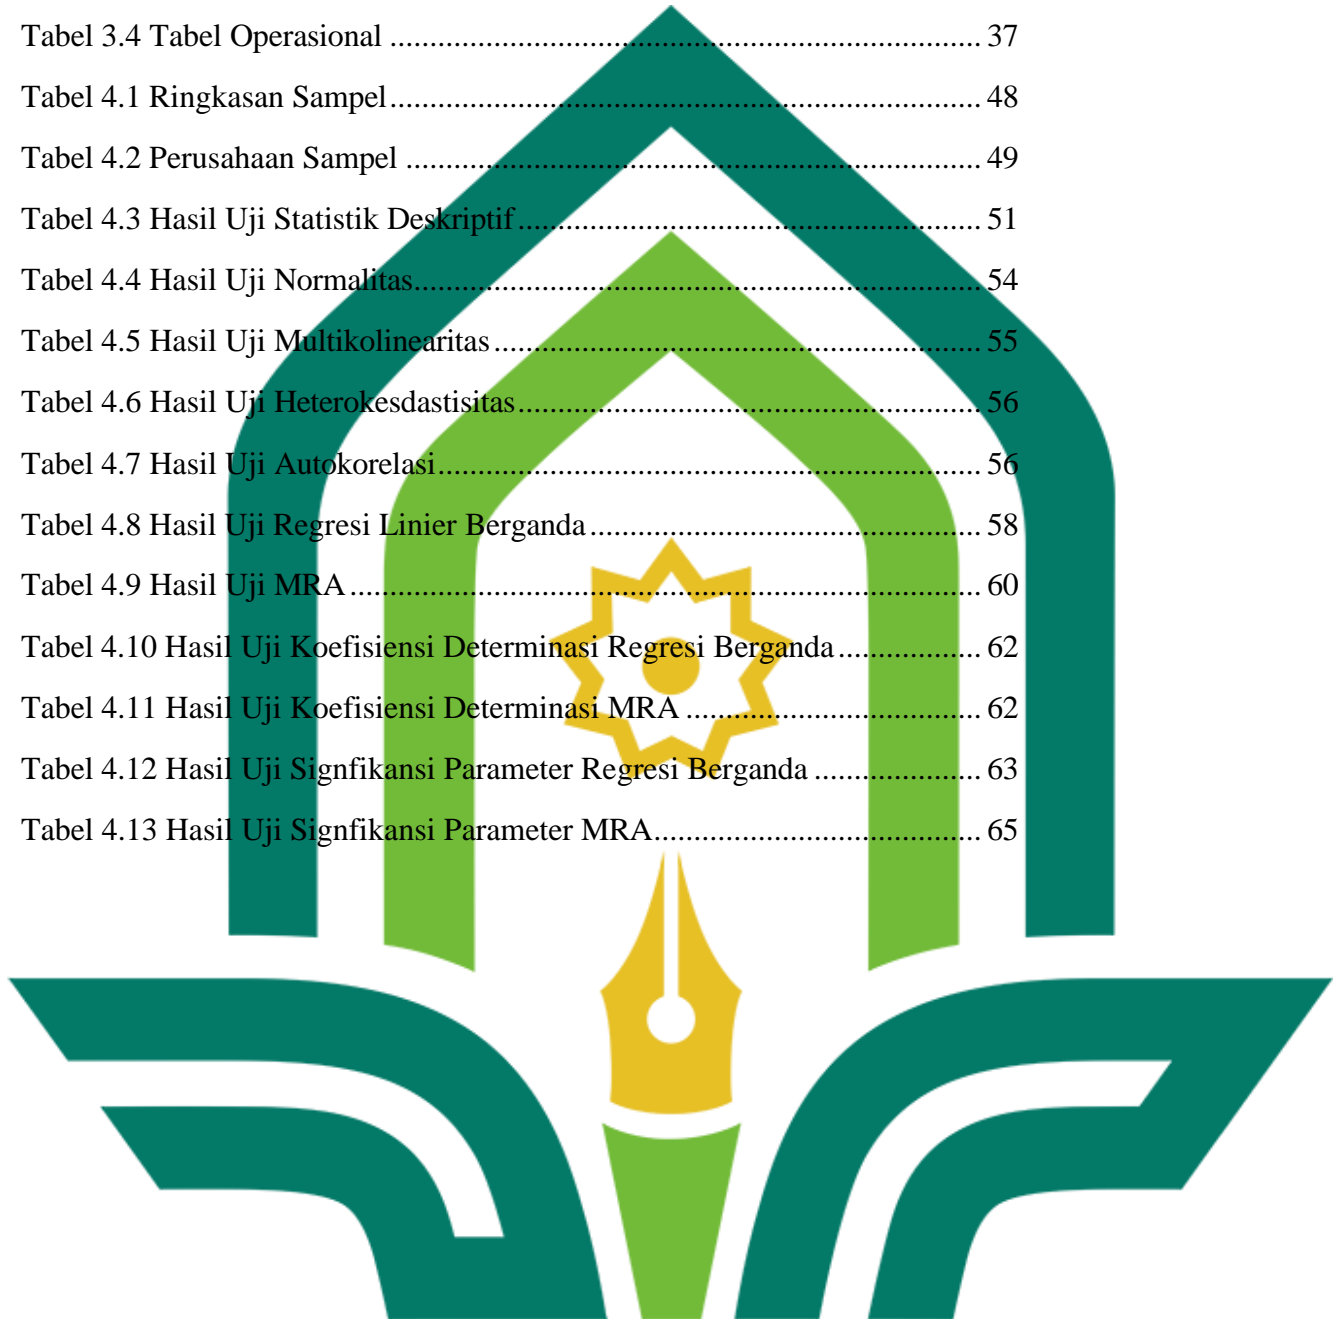 Tabel 3.4 Tabel Operasional .......................................................................... 37
Tabel 4.1 Ringkasan Sampel.......................................................................... 48
Tabel 4.2 Perusahaan Sampel ........................................................................ 49
Tabel 4.3 Hasil Uji Statistik Deskriptif.......................................................... 51
Tabel 4.4 Hasil Uji Normalitas....................................................................... 54
Tabel 4.5 Hasil Uji Multikolinearitas ............................................................. 55
Tabel 4.6 Hasil Uji Heterokesdastisitas.......................................................... 56
Tabel 4.7 Hasil Uji Autokorelasi.................................................................... 56
Tabel 4.8 Hasil Uji Regresi Linier Berganda ................................................. 58
Tabel 4.9 Hasil Uji MRA ............................................................................... 60
Tabel 4.10 Hasil Uji Koefisiensi Determinasi Regresi Berganda .................. 62
Tabel 4.11 Hasil Uji Koefisiensi Determinasi MRA ..................................... 62
Tabel 4.12 Hasil Uji Signfikansi Parameter Regresi Berganda ..................... 63
Tabel 4.13 Hasil Uji Signfikansi Parameter MRA......................................... 65